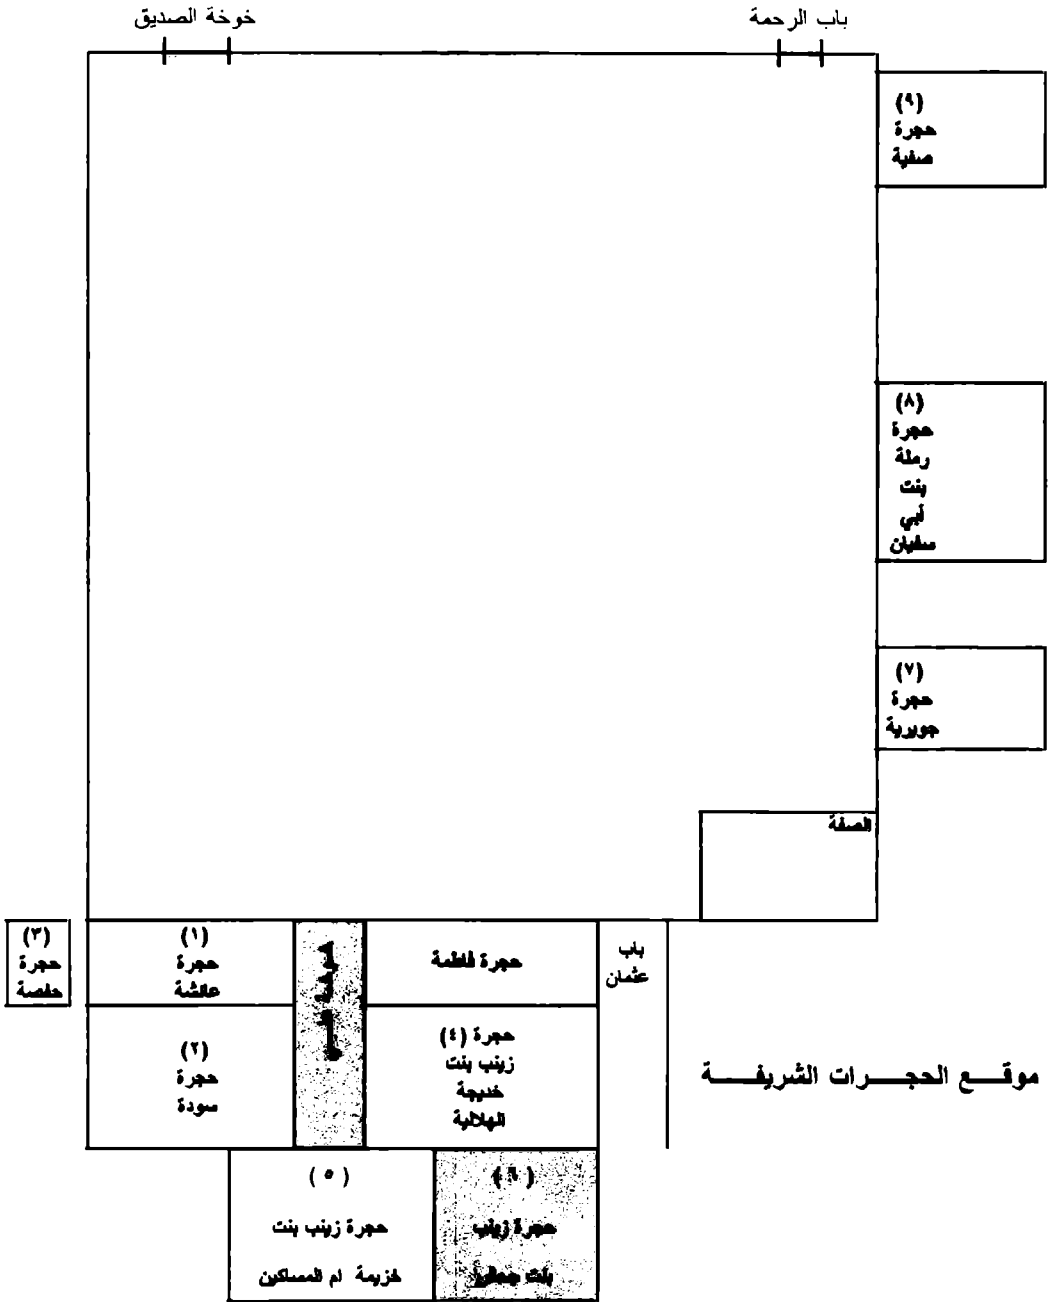 باب الرحمة
خوخة الصديق
(٩)
حجرة
صفية
(٨)
حجرة
رملة
بنت
أبي
سفيان
(٧)
حجرة
جويرية
الصفة
باب
عثمان
حجرة فاطمة
(١)
حجرة
عائشة
(٣)
حجرة
حفصة
حجرة (٤)
زينب بنت
خديجة
الهلالية
(٢)
حجرة
سودة
موقع الحجرات الشريفة
(٦)
حجرة زينب
بنت جحش
(٥)
حجرة زينب بنت
خزيمة ام المساكين